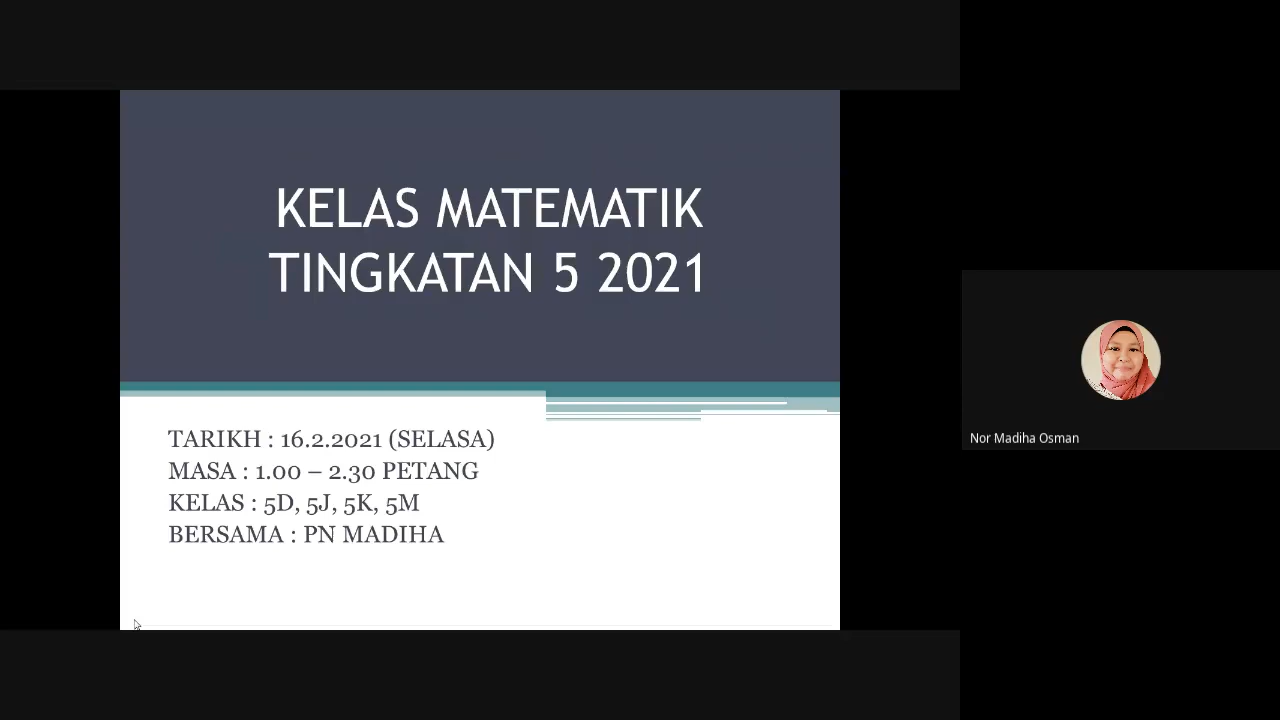 KELAS MATEMATIK
TINGKATAN 5 2021
TARIKH : 16.2.2021 (SELASA)
MASA : 1.00 – 2.30 PETANG
KELAS : 5D, 5J, 5K, 5M
BERSAMA : PN MADIHA
Nor Madiha Osman